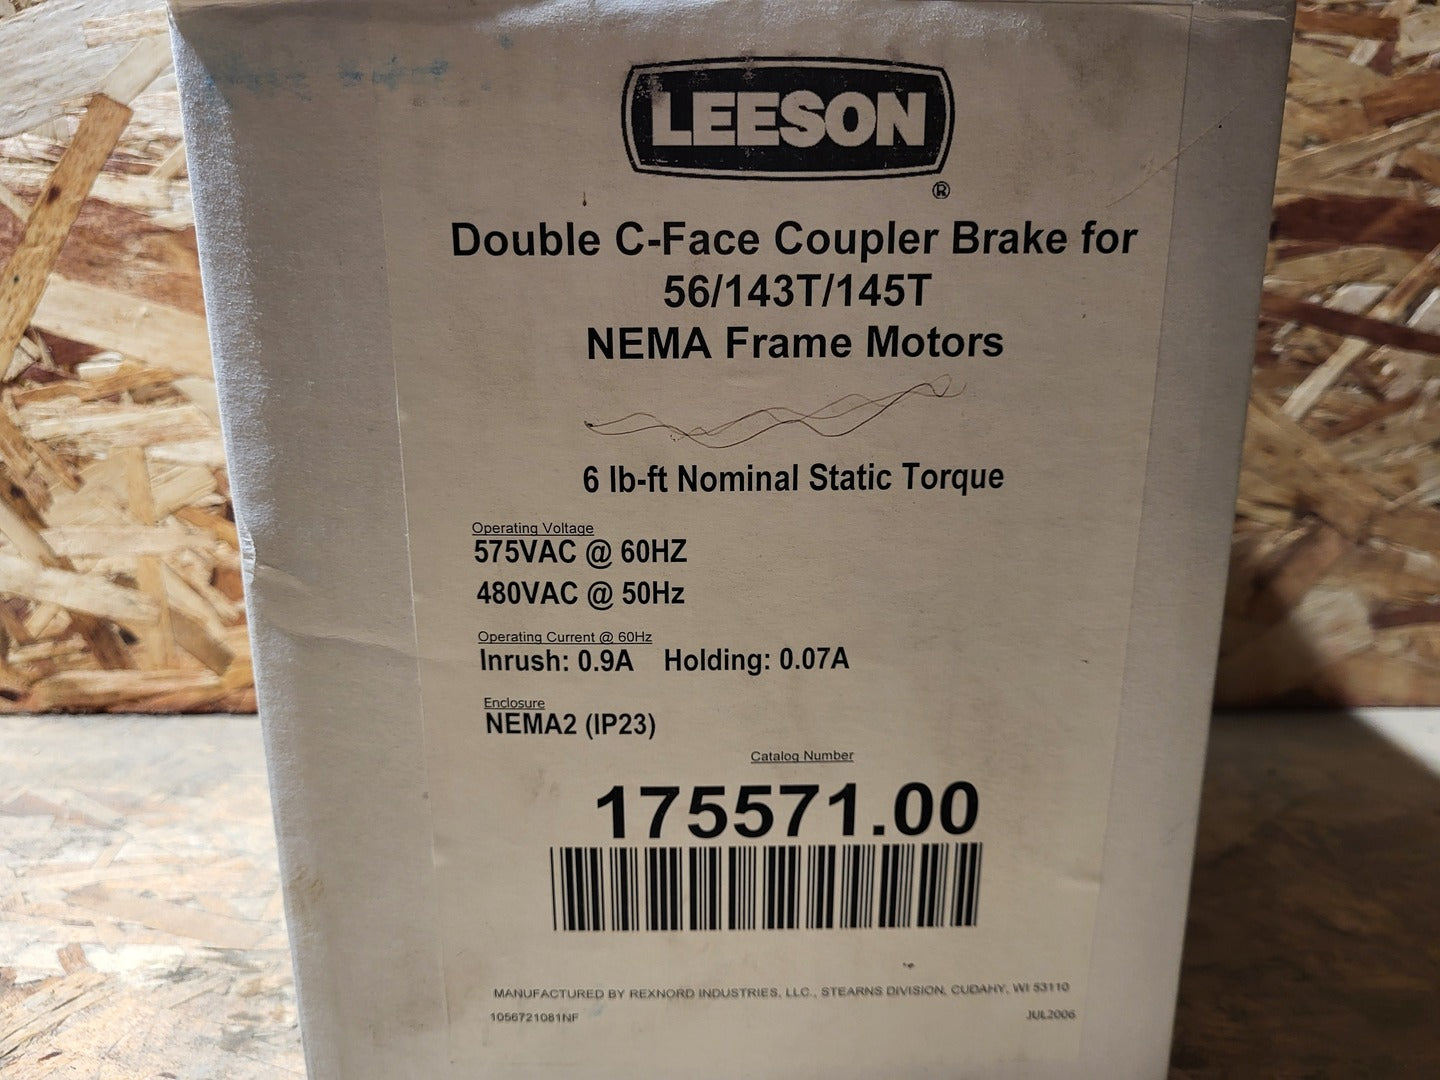 LEESON
®
Double C-Face Coupler Brake for
56/143T/145T
NEMA Frame Motors
6 lb-ft Nominal Static Torque
Operating Voltage
575VAC @ 60HZ
480VAC @ 50Hz
Operating Current @ 60Hz
Inrush: 0.9A Holding: 0.07A
Enclosure
NEMA2 (IP23)
Catalog Number
175571.00
MANUFACTURED BY REXNORD INDUSTRIES, LLC., STEARNS DIVISION, CUDAHY, WI 53110
1056721081NF JUL2006